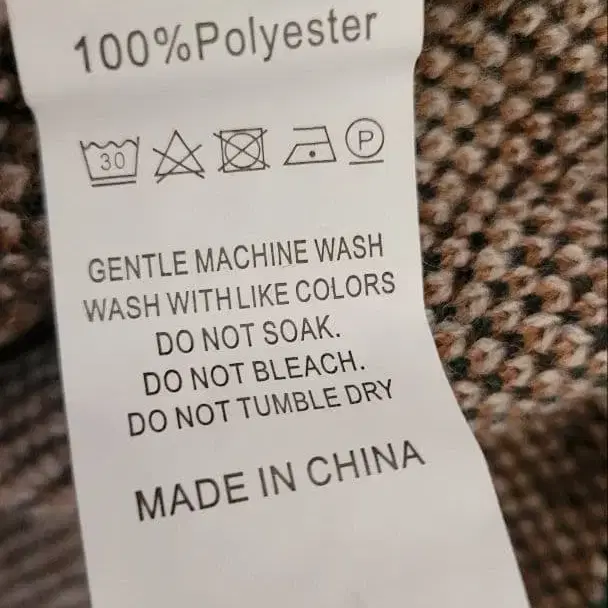 100%Polyester
30 P
GENTLE MACHINE WASH
WASH WITH LIKE COLORS
DO NOT SOAK.
DO NOT BLEACH.
DO NOT TUMBLE DRY
MADE IN CHINA